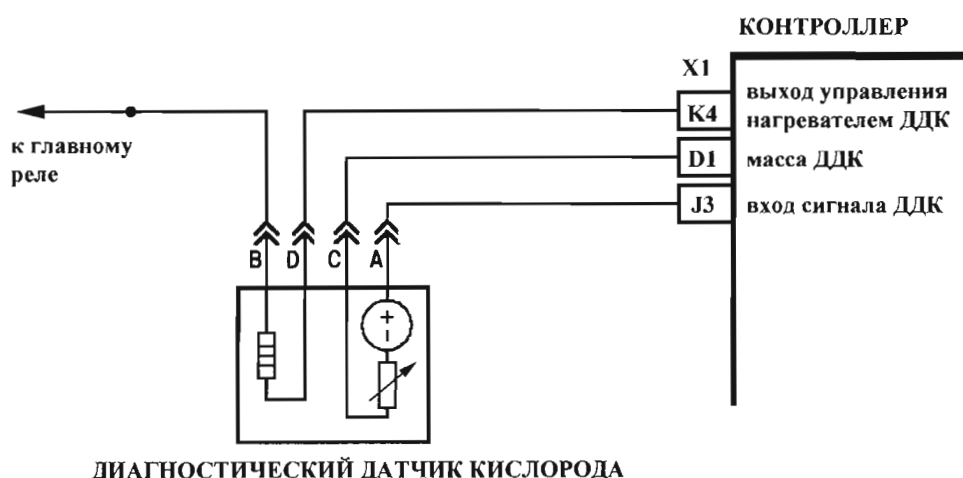 КОНТРОЛЛЕР
X1
K4
выход управления
нагревателем ДДК
к главному
реле
D1
масса ДДК
J3
вход сигнала ДДК
B D C A
+
-
ДИАГНОСТИЧЕСКИЙ ДАТЧИК КИСЛОРОДА